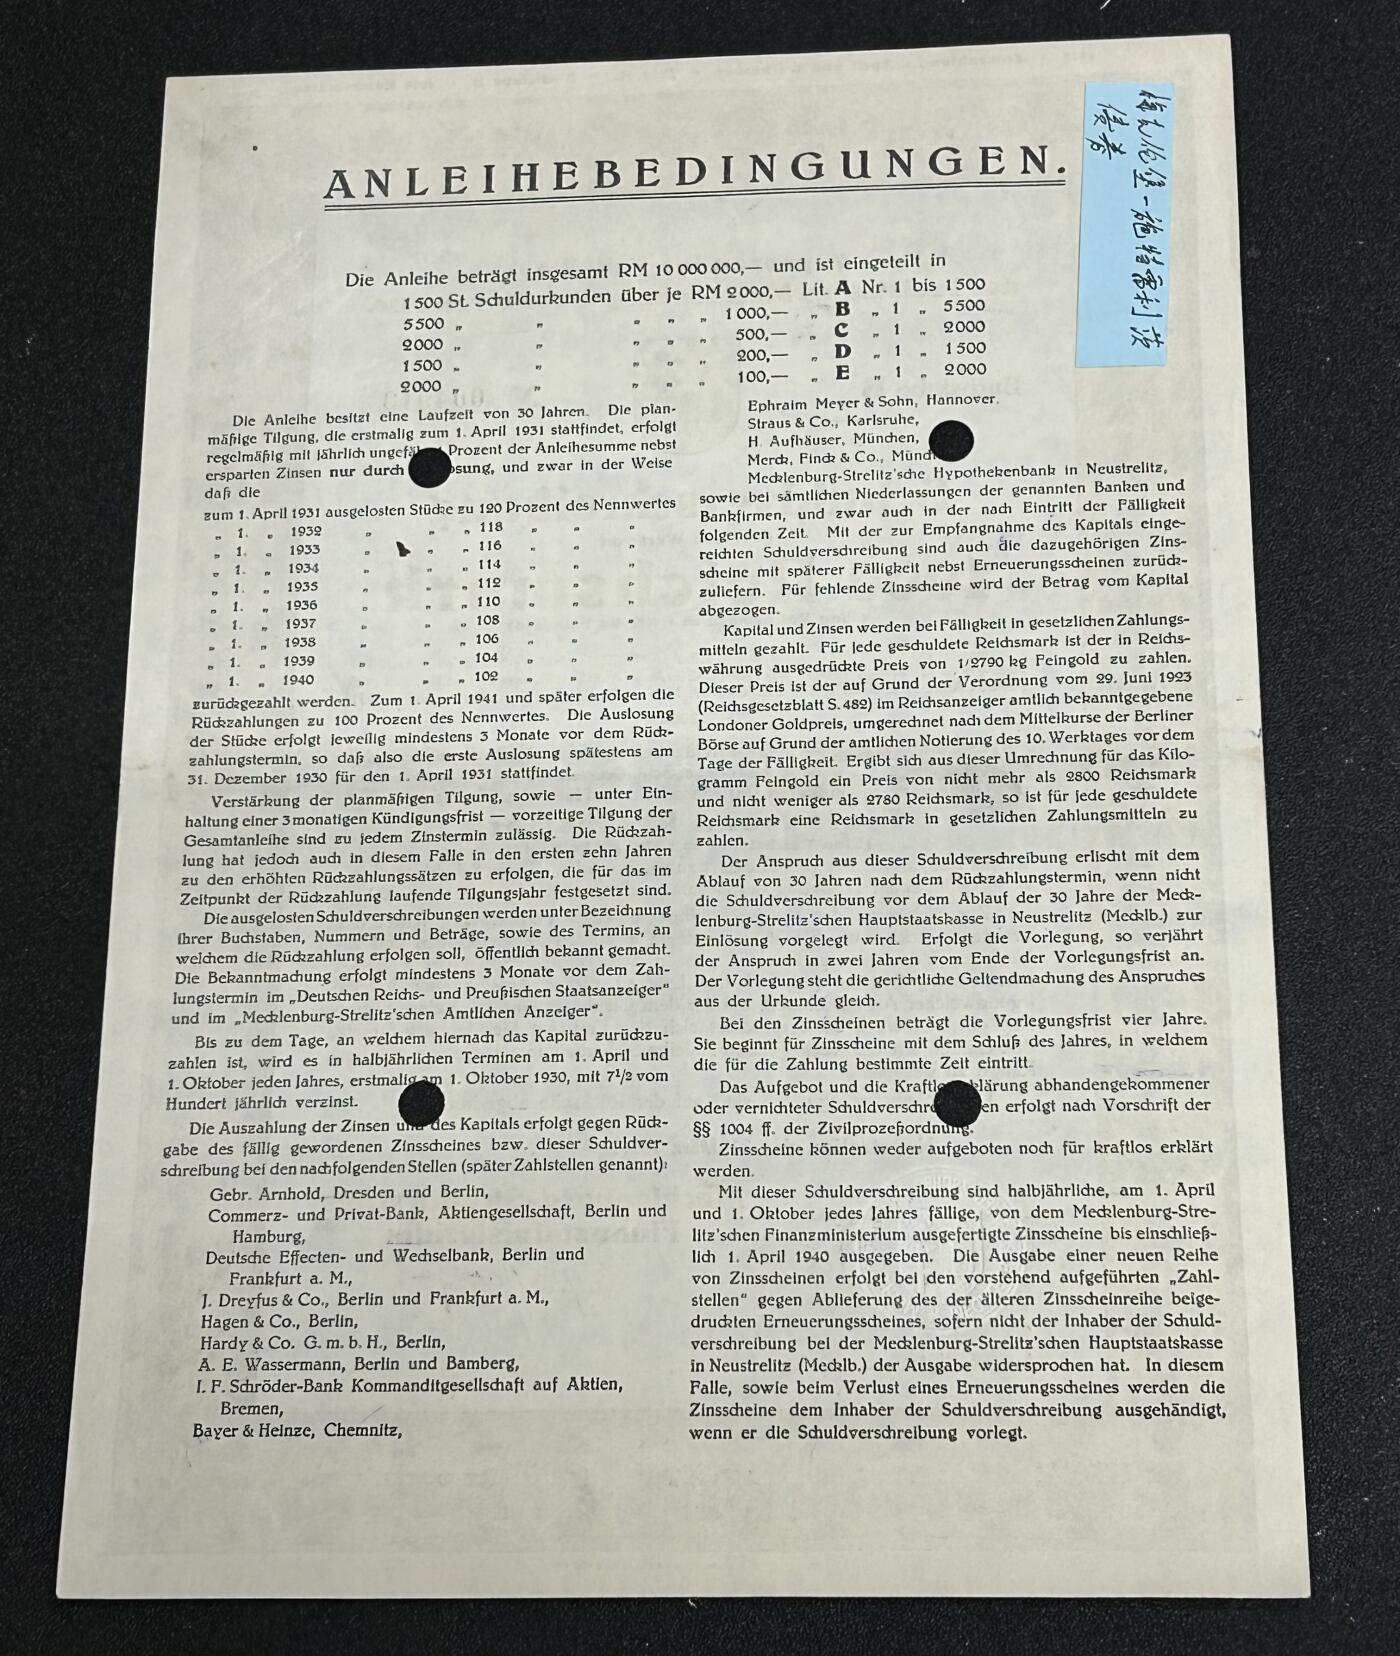 ANLEIHEBEDINGUNGEN.
Die Anleihe beträgt insgesamt RM 10 000 000,— und ist eingeteilt in
1 500 St. Schuldurkunden über je RM 2 000,— Lit. A Nr. 1 bis 1 500
5 500 „ „ „ „ „ 1 000,— „ B „ 1 „ 5 500
2 000 „ „ „ „ „ 500,— „ C „ 1 „ 2 000
1 500 „ „ „ „ „ 200,— „ D „ 1 „ 1 500
2 000 „ „ „ „ „ 100,— „ E „ 1 „ 2 000
Die Anleihe besitzt eine Laufzeit von 30 Jahren. Die plan-
mäßige Tilgung, die erstmalig zum 1. April 1931 stattfindet, erfolgt
regelmäßig mit jährlich Prozent der Anleihesumme nebst
ersparten Zinsen nur durch und zwar in der Weise
daß die
zum 1. April 1931 ausgelosten Stücke zu 120 Prozent des Nennwertes
„ 1. „ 1932 „ „ „ 118 „ „ „
„ 1. „ 1933 „ „ „ 116 „ „ „
„ 1. „ 1934 „ „ „ 114 „ „ „
„ 1. „ 1935 „ „ „ 112 „ „ „
„ 1. „ 1936 „ „ „ 110 „ „ „
„ 1. „ 1937 „ „ „ 108 „ „ „
„ 1. „ 1938 „ „ „ 106 „ „ „
„ 1. „ 1939 „ „ „ 104 „ „ „
„ 1. „ 1940 „ „ „ 102 „ „ „
zurückgezahlt werden. Zum 1. April 1941 und später erfolgen die
Rückzahlungen zu 100 Prozent des Nennwertes. Die Auslosung
der Stücke erfolgt jeweilig mindestens 3 Monate vor dem Rück-
zahlungstermin, so daß also die erste Auslosung spätestens am
31. Dezember 1930 für den 1. April 1931 stattfindet.
Verstärkung der planmäßigen Tilgung, sowie — unter Ein-
haltung einer 3 monatigen Kündigungsfrist — vorzeitige Tilgung der
Gesamtanleihe sind zu jedem Zinstermin zulässig. Die Rückzah-
lung hat jedoch auch in diesem Falle in den ersten zehn Jahren
zu den erhöhten Rückzahlungssätzen zu erfolgen, die für das im
Zeitpunkt der Rückzahlung laufende Tilgungsjahr festgesetzt sind.
Die ausgelosten Schuldverschreibungen werden unter Bezeichnung
ihrer Buchstaben, Nummern und Beträge, sowie des Termins, an
welchem die Rückzahlung erfolgen soll, öffentlich bekannt gemacht.
Die Bekanntmachung erfolgt mindestens 3 Monate vor dem Zah-
lungstermin im „Deutschen Reichs- und Preußischen Staatsanzeiger“
und im „Mecklenburg-Strelitz'schen Amtlichen Anzeiger“.
Bis zu dem Tage, an welchem hiernach das Kapital zurückzu-
zahlen ist, wird es in halbjährlichen Terminen am 1. April und
1. Oktober jeden Jahres, erstmalig am 1. Oktober 1930, mit 7½ vom
Hundert jährlich verzinst.
Die Auszahlung der Zinsen und des Kapitals erfolgt gegen Rück-
gabe des fällig gewordenen Zinsscheines bzw. dieser Schuldver-
schreibung bei den nachfolgenden Stellen (später Zahlstellen genannt):
Gebr. Arnhold, Dresden und Berlin,
Commerz- und Privat-Bank, Aktiengesellschaft, Berlin und
Hamburg,
Deutsche Effecten- und Wechselbank, Berlin und
Frankfurt a. M.,
J. Dreyfus & Co., Berlin und Frankfurt a. M.,
Hagen & Co., Berlin,
Hardy & Co. G. m. b. H., Berlin,
A. E. Wassermann, Berlin und Bamberg,
I. F. Schröder-Bank Kommanditgesellschaft auf Aktien,
Bremen,
Bayer & Heinze, Chemnitz,
Ephraim Meyer & Sohn, Hannover.
Straus & Co., Karlsruhe,
H. Aufhäuser, München,
Merck, Finck & Co.,
Mecklenburg-Strelitz'sche Hypothekenbank in Neustrelitz,
sowie bei sämtlichen Niederlassungen der genannten Banken und
Bankfirmen, und zwar auch in der nach Eintritt der Fälligkeit
folgenden Zeit. Mit der zur Empfangnahme des Kapitals einge-
reichten Schuldverschreibung sind auch die dazugehörigen Zins-
scheine mit späterer Fälligkeit nebst Erneuerungsscheinen zurück-
zuliefern. Für fehlende Zinsscheine wird der Betrag vom Kapital
abgezogen.
Kapital und Zinsen werden bei Fälligkeit in gesetzlichen Zahlungs-
mitteln gezahlt. Für jede geschuldete Reichsmark ist der in Reichs-
währung ausgedrückte Preis von 1/2790 kg Feingold zu zahlen.
Dieser Preis ist der auf Grund der Verordnung vom 29. Juni 1923
(Reichsgesetzblatt S. 482) im Reichsanzeiger amtlich bekanntgegebene
Londoner Goldpreis, umgerechnet nach dem Mittelkurse der Berliner
Börse auf Grund der amtlichen Notierung des 10. Werktages vor dem
Tage der Fälligkeit. Ergibt sich aus dieser Umrechnung für das Kilo-
gramm Feingold ein Preis von nicht mehr als 2800 Reichsmark
und nicht weniger als 2780 Reichsmark, so ist für jede geschuldete
Reichsmark eine Reichsmark in gesetzlichen Zahlungsmitteln zu
zahlen.
Der Anspruch aus dieser Schuldverschreibung erlischt mit dem
Ablauf von 30 Jahren nach dem Rückzahlungstermin, wenn nicht
die Schuldverschreibung vor dem Ablauf der 30 Jahre der Meck-
lenburg-Strelitz'schen Hauptstaatskasse in Neustrelitz (Mecklb.) zur
Einlösung vorgelegt wird. Erfolgt die Vorlegung, so verjährt
der Anspruch in zwei Jahren vom Ende der Vorlegungsfrist an.
Der Vorlegung steht die gerichtliche Geltendmachung des Anspruches
aus der Urkunde gleich.
Bei den Zinsscheinen beträgt die Vorlegungsfrist vier Jahre.
Sie beginnt für Zinsscheine mit dem Schluß des Jahres, in welchem
die für die Zahlung bestimmte Zeit eintritt.
Das Aufgebot und die abhandengekommener
oder vernichteter erfolgt nach Vorschrift der
§§ 1004 ff. der Zivilprozeßordnung.
Zinsscheine können weder aufgeboten noch für kraftlos erklärt
werden.
Mit dieser Schuldverschreibung sind halbjährliche, am 1. April
und 1. Oktober jedes Jahres fällige, von dem Mecklenburg-Stre-
litz'schen Finanzministerium ausgefertigte Zinsscheine bis einschließ-
lich 1. April 1940 ausgegeben. Die Ausgabe einer neuen Reihe
von Zinsscheinen erfolgt bei den vorstehend aufgeführten „Zahl-
stellen“ gegen Ablieferung des der älteren Zinsscheinreihe beige-
druckten Erneuerungsscheines, sofern nicht der Inhaber der Schuld-
verschreibung bei der Mecklenburg-Strelitz'schen Hauptstaatskasse
in Neustrelitz (Mecklb.) der Ausgabe widersprochen hat. In diesem
Falle, sowie beim Verlust eines Erneuerungsscheines werden die
Zinsscheine dem Inhaber der Schuldverschreibung ausgehändigt,
wenn er die Schuldverschreibung vorlegt.
克伦堡-施特雷利茨
债券